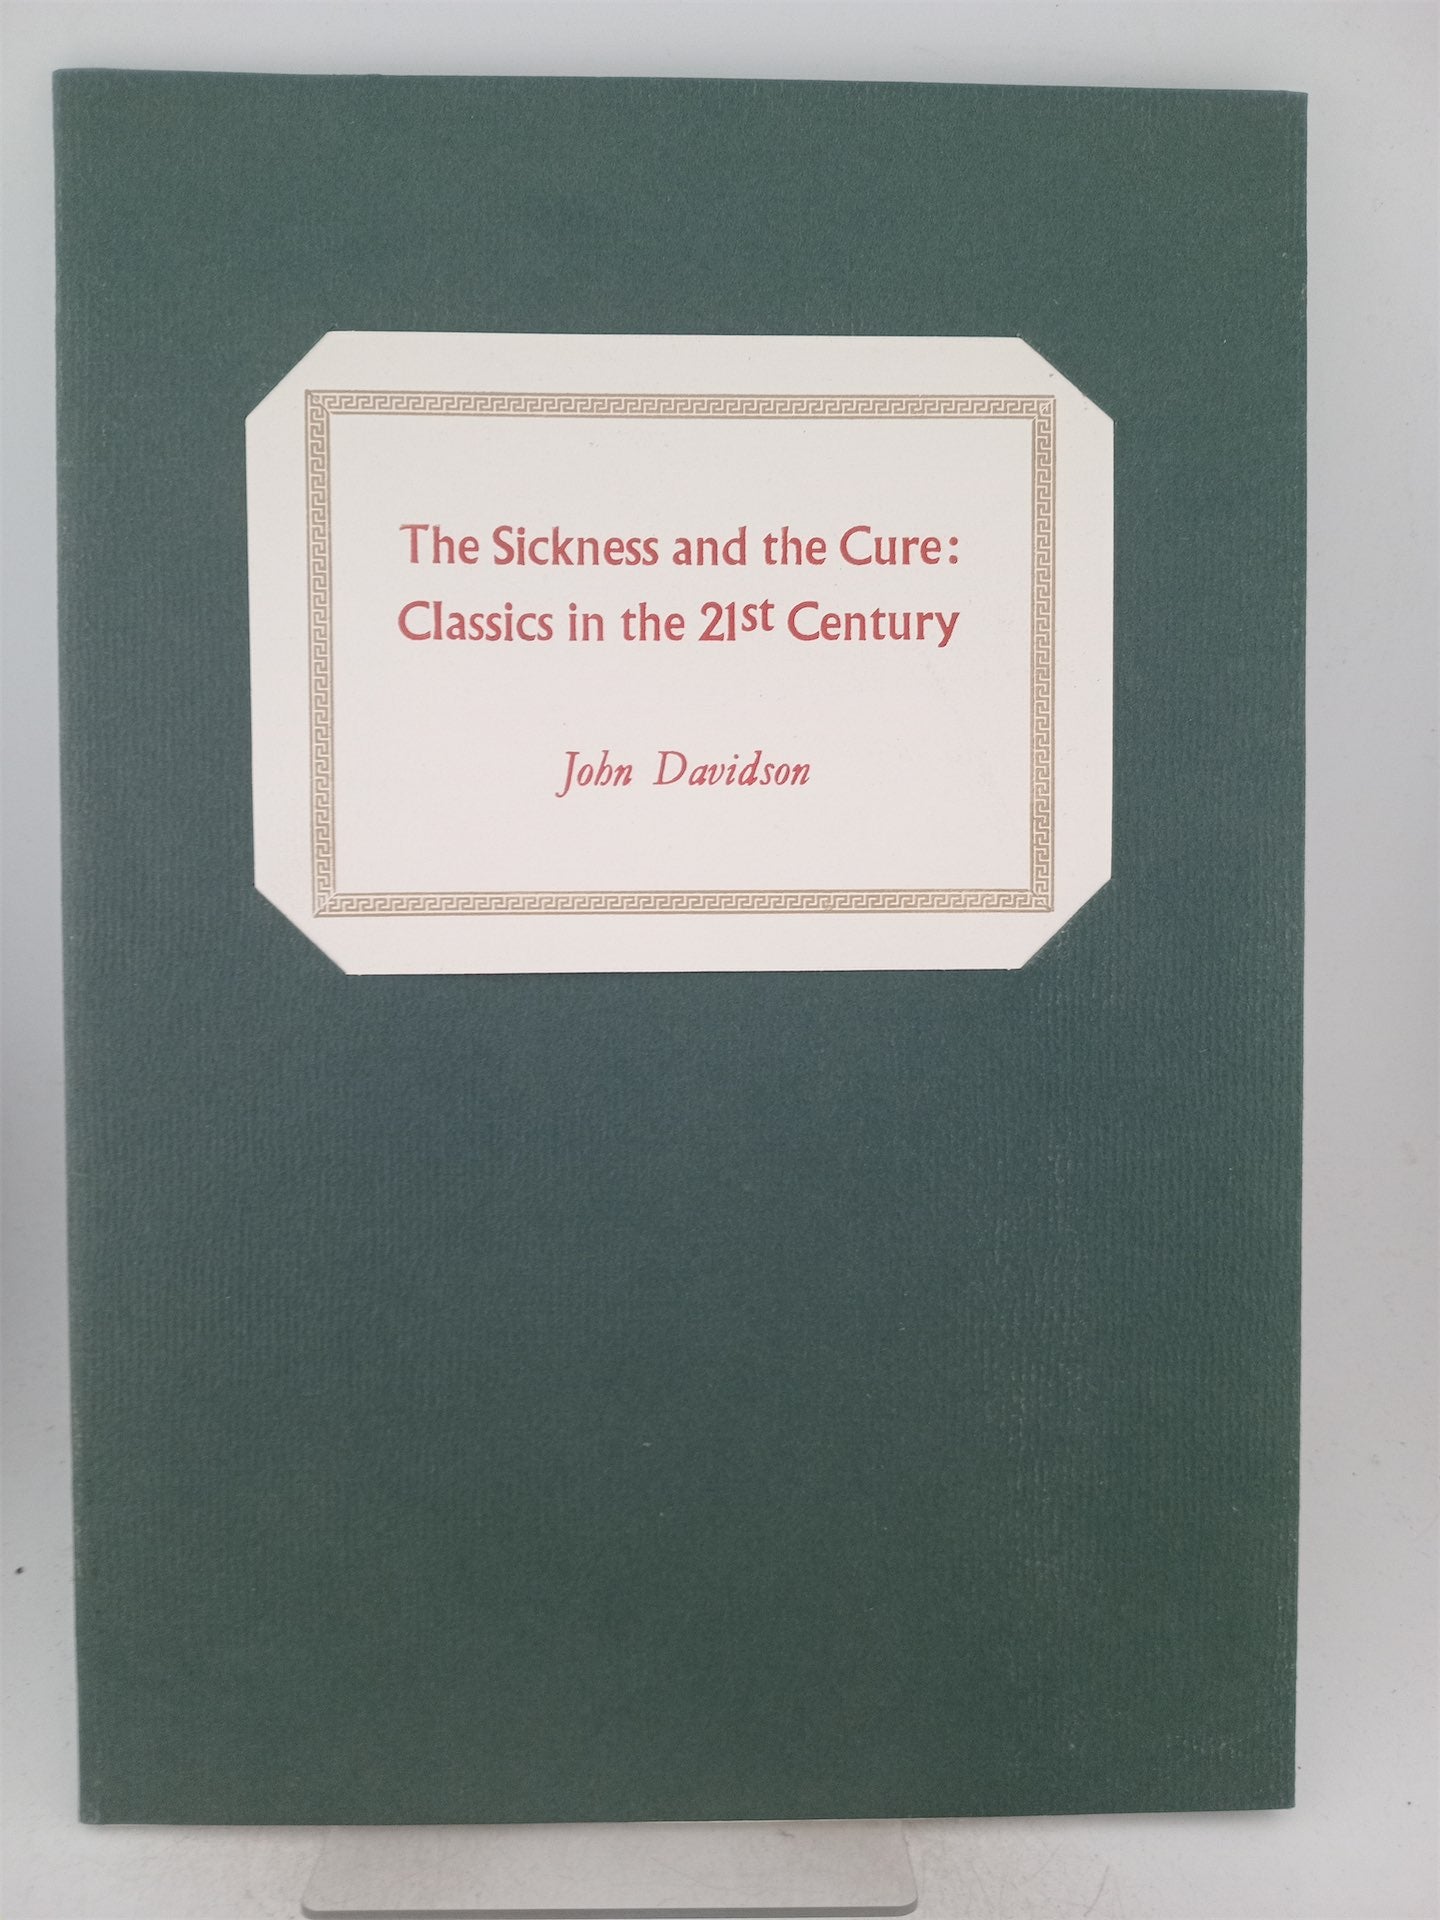 The Sickness and the Cure:
Classics in the 21st Century
John Davidson